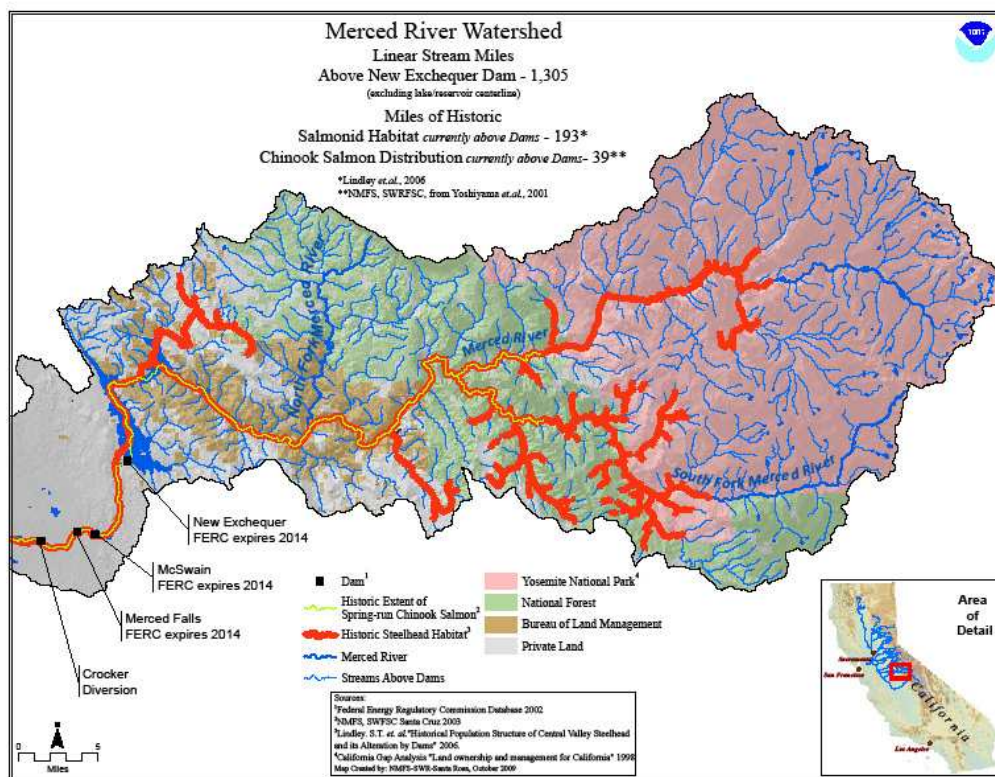 Merced River Watershed
Linear Stream Miles
Above New Exchequer Dam - 1,305
(excluding lake/reservoir centerline)
Miles of Historic
Salmonid Habitat currently above Dams - 193*
Chinook Salmon Distribution currently above Dams- 39**
*Lindley et.al., 2006
**NMFS, SWRFSC, from Yoshiyama et.al., 2001
North Fork Merced River
Merced River
South Fork Merced River
New Exchequer
FERC expires 2014
McSwain
FERC expires 2014
Merced Falls
FERC expires 2014
Crocker
Diversion
Dam1
Historic Extent of
Spring-run Chinook Salmon2
Historic Steelhead Habitat3
Merced River
Streams Above Dams
Yosemite National Park4
National Forest
Bureau of Land Management
Private Land
Sources:
1Federal Energy Regulatory Commission Database 2002
2NMFS, SWFSC Santa Cruz 2003
3Lindley. S.T. et. al."Historical Population Structure of Central Valley Steelhead
and its Alteration by Dams" 2006.
4California Gap Analysis "Land ownership and management for California" 1998
Map Created by: NMFS-SWR-Santa Rosa, October 2009
0 5
Miles
Area
of
Detail
Sacramento
San Francisco
California
Los Angeles